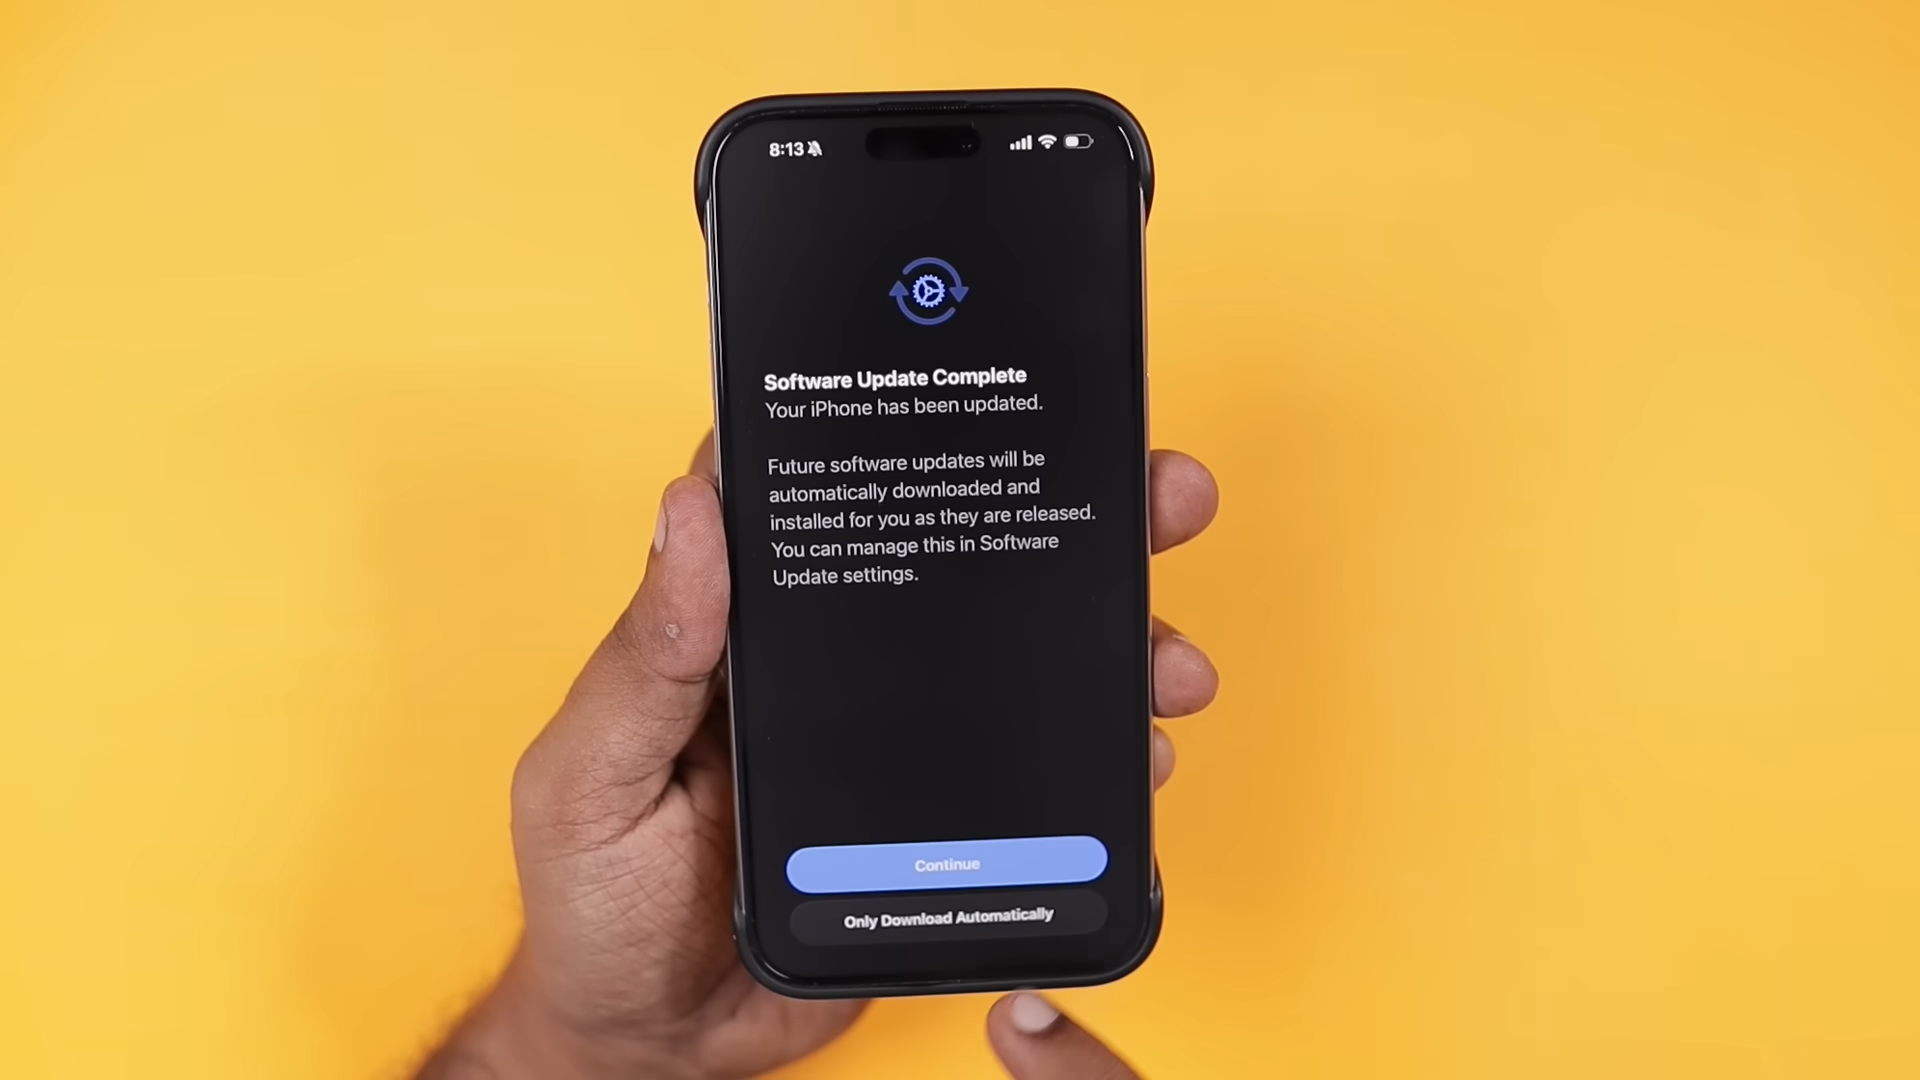 8:13
Software Update Complete
Your iPhone has been updated.
Future software updates will be
automatically downloaded and
installed for you as they are released.
You can manage this in Software
Update settings.
Continue
Only Download Automatically